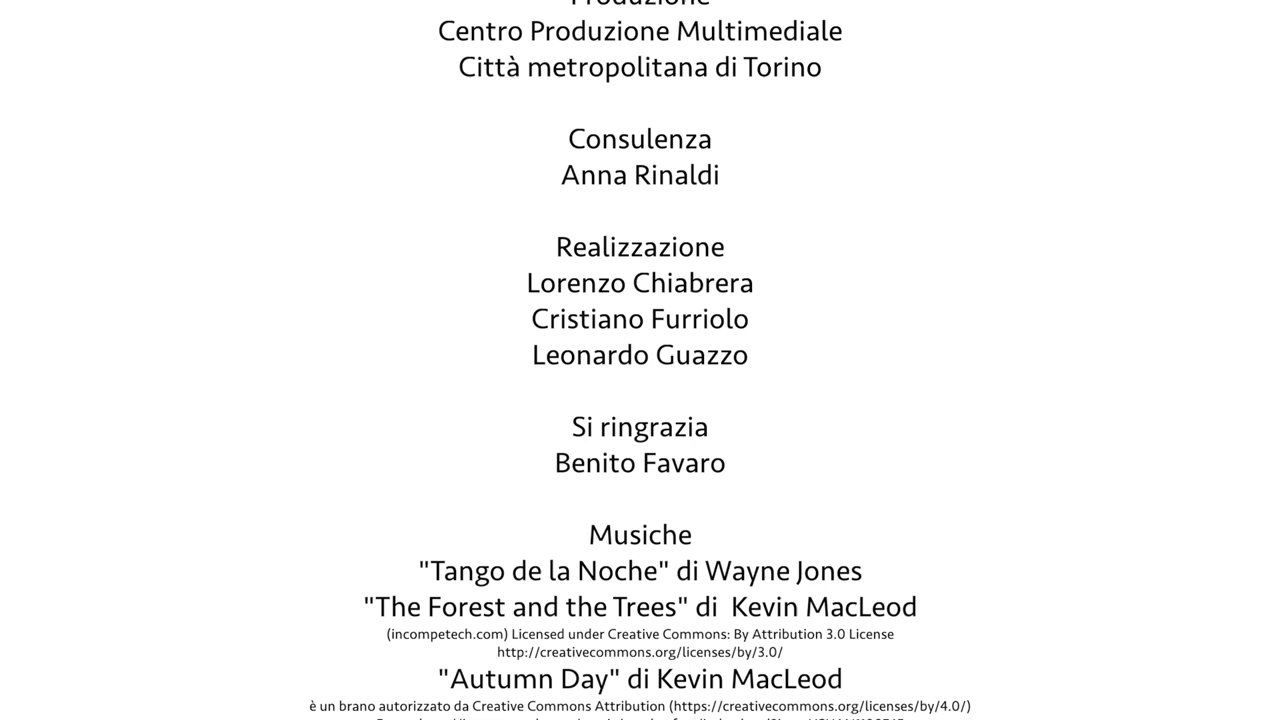 Produzione
Centro Produzione Multimediale
Città metropolitana di Torino
Consulenza
Anna Rinaldi
Realizzazione
Lorenzo Chiabrera
Cristiano Furriolo
Leonardo Guazzo
Si ringrazia
Benito Favaro
Musiche
"Tango de la Noche" di Wayne Jones
"The Forest and the Trees" di  Kevin MacLeod
(incompetech.com) Licensed under Creative Commons: By Attribution 3.0 License
http://creativecommons.org/licenses/by/3.0/
"Autumn Day" di Kevin MacLeod
è un brano autorizzato da Creative Commons Attribution (https://creativecommons.org/licenses/by/4.0/)